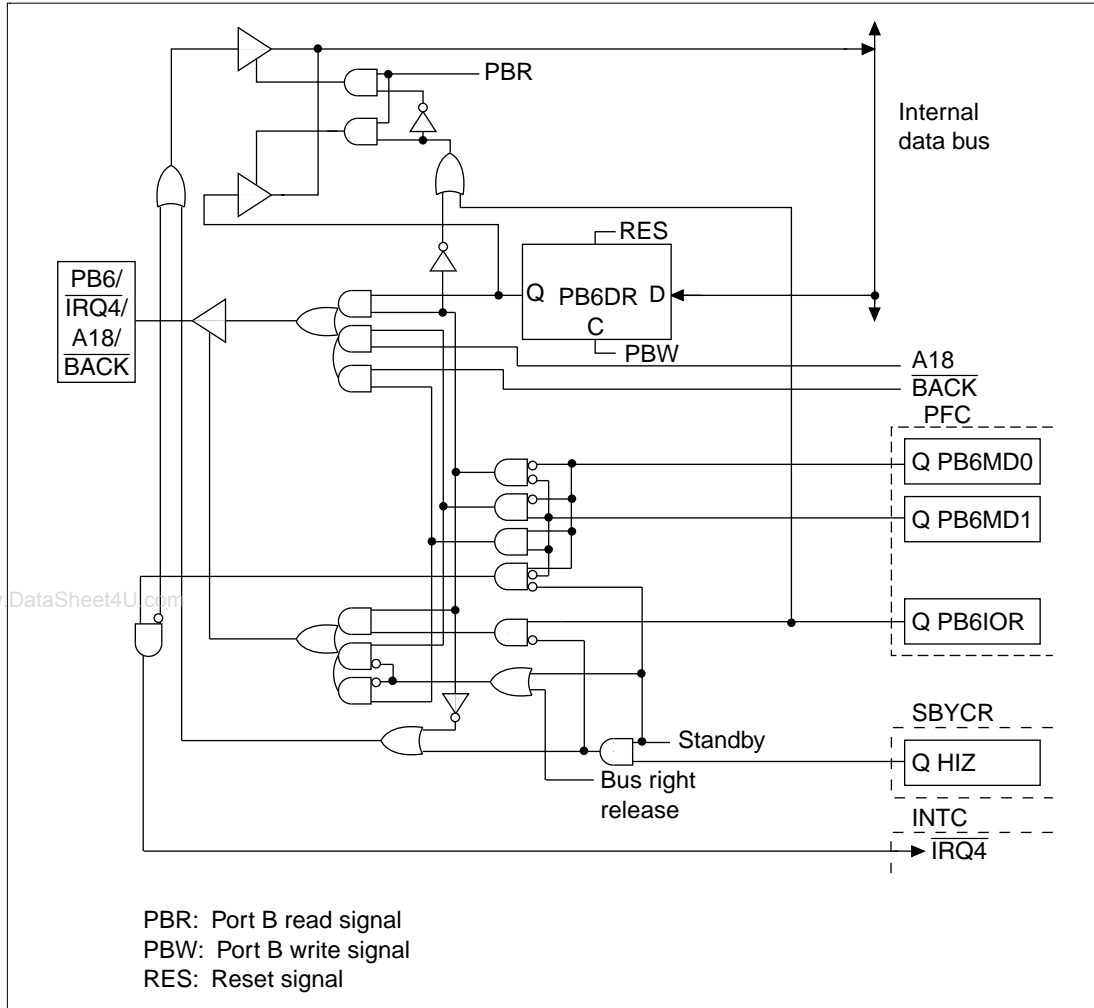 PBR
Internal
data bus
RES
PB6/
IRQ4/
A18/
BACK
Q PB6DR D
C
PBW
A18
BACK
PFC
Q PB6MD0
Q PB6MD1
.DataSheet4U.com
Q PB6IOR
SBYCR
Standby
Q HIZ
Bus right
release
INTC
IRQ4
PBR: Port B read signal
PBW: Port B write signal
RES: Reset signal